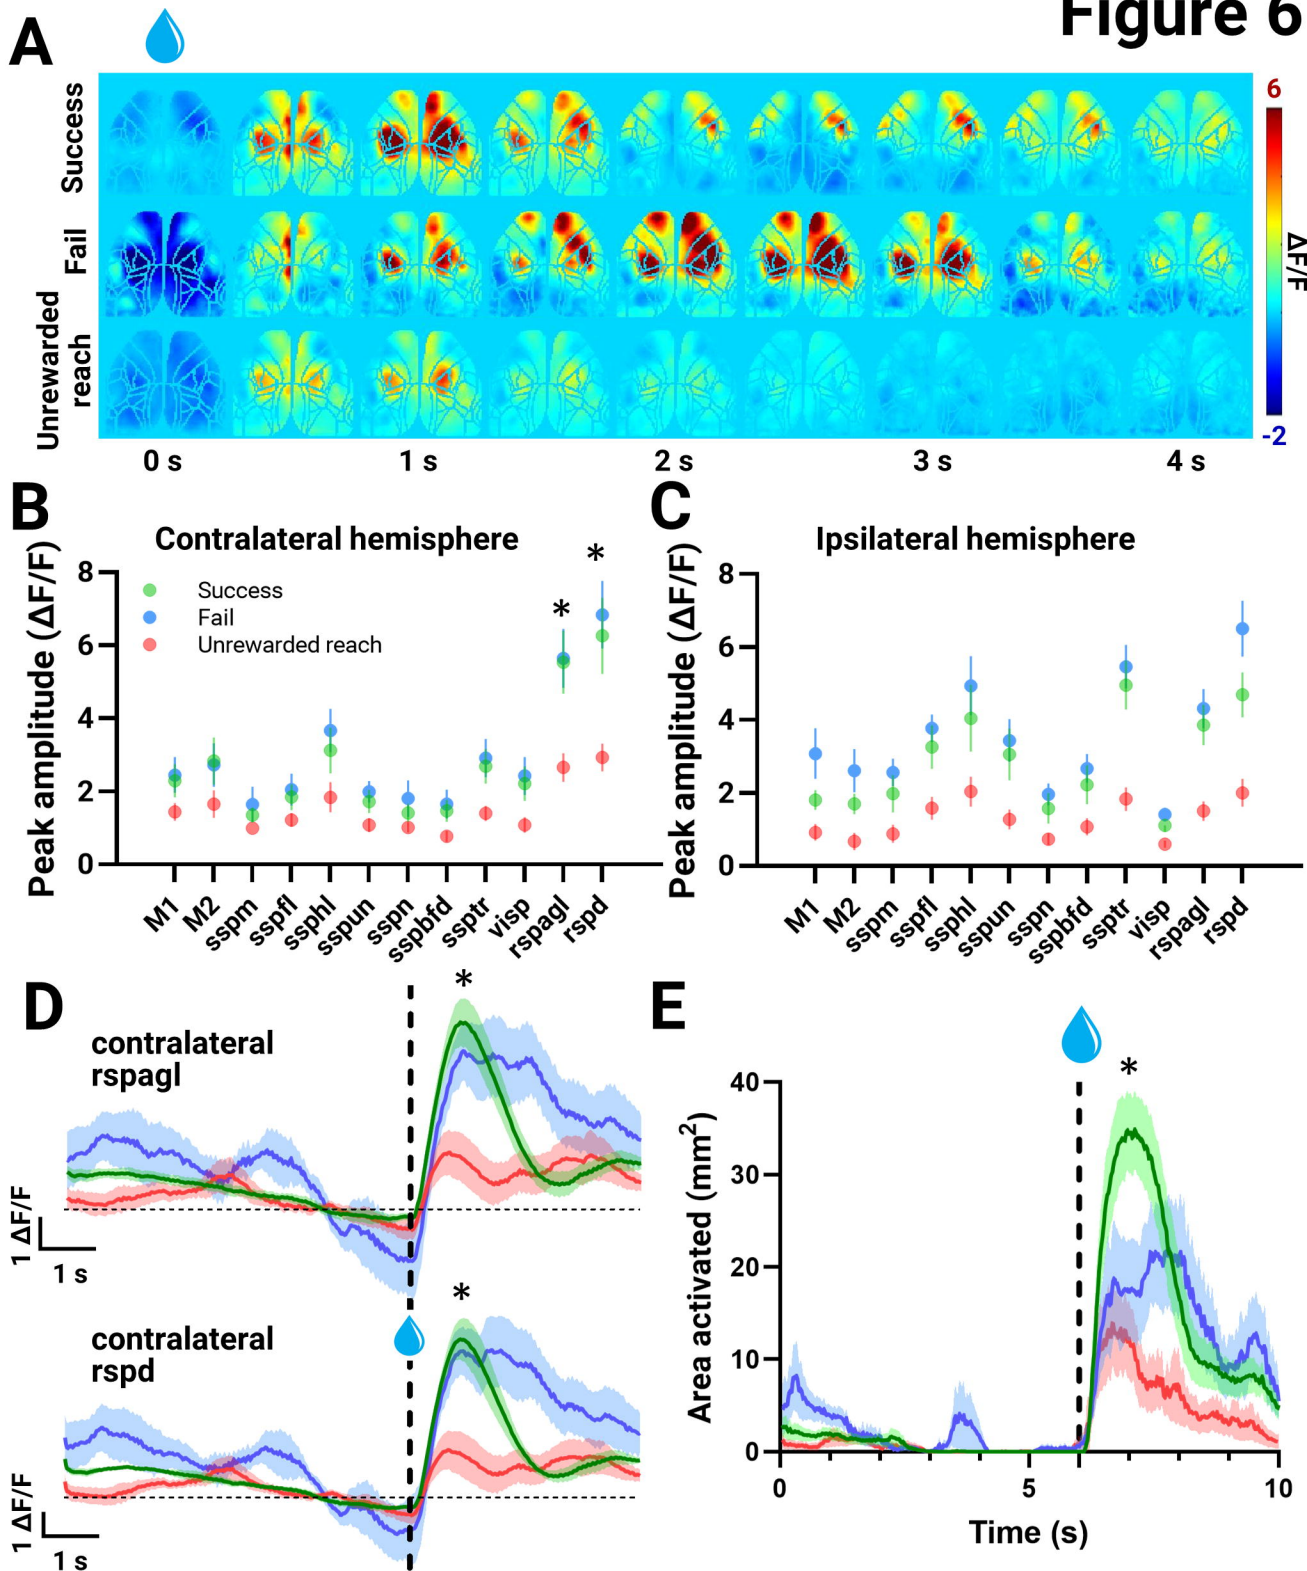 Figure 6
A
Success
Fail
Unrewarded
reach
6
ΔF/F
-2
0 s
1 s
2 s
3 s
4 s
B
Contralateral hemisphere
Peak amplitude (ΔF/F)
8
6
4
2
0
Success
Fail
Unrewarded reach
*
*
M1
M2
sspm
sspfl
ssphl
sspun
sspn
sspbfd
ssptr
visp
rspagl
rspd
C
Ipsilateral hemisphere
Peak amplitude (ΔF/F)
8
6
4
2
0
M1
M2
sspm
sspfl
ssphl
sspun
sspn
sspbfd
ssptr
visp
rspagl
rspd
D
*
contralateral
rspagl
1 ΔF/F
1 s
*
contralateral
rspd
1 ΔF/F
1 s
E
*
Area activated (mm²)
40
30
20
10
0
0
5
10
Time (s)